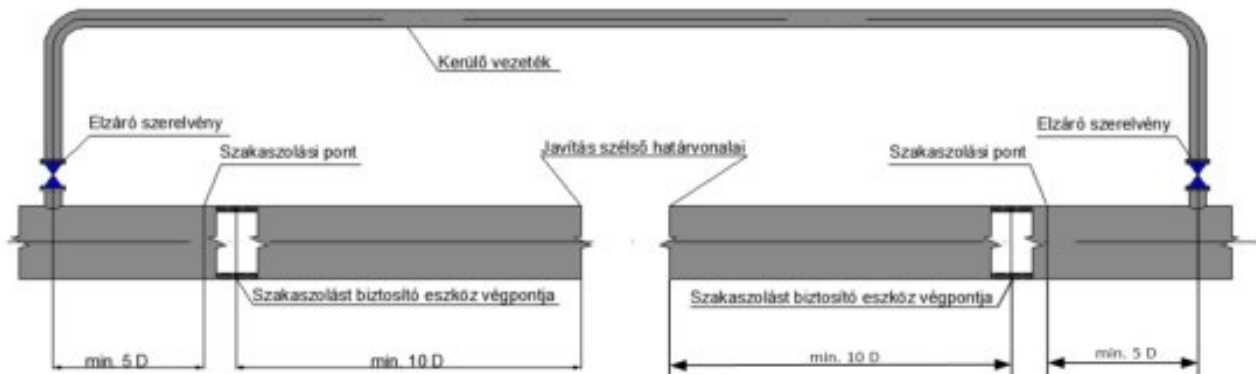 Kerülő vezeték
Elzáró szerelvény
Elzáró szerelvény
Szakaszolási pont
Javítás szélső határvonalai
Szakaszolási pont
Szakaszolást biztosító eszköz végpontja
Szakaszolást biztosító eszköz végpontja
min. 5 D
min. 10 D
min. 10 D
min. 5 D